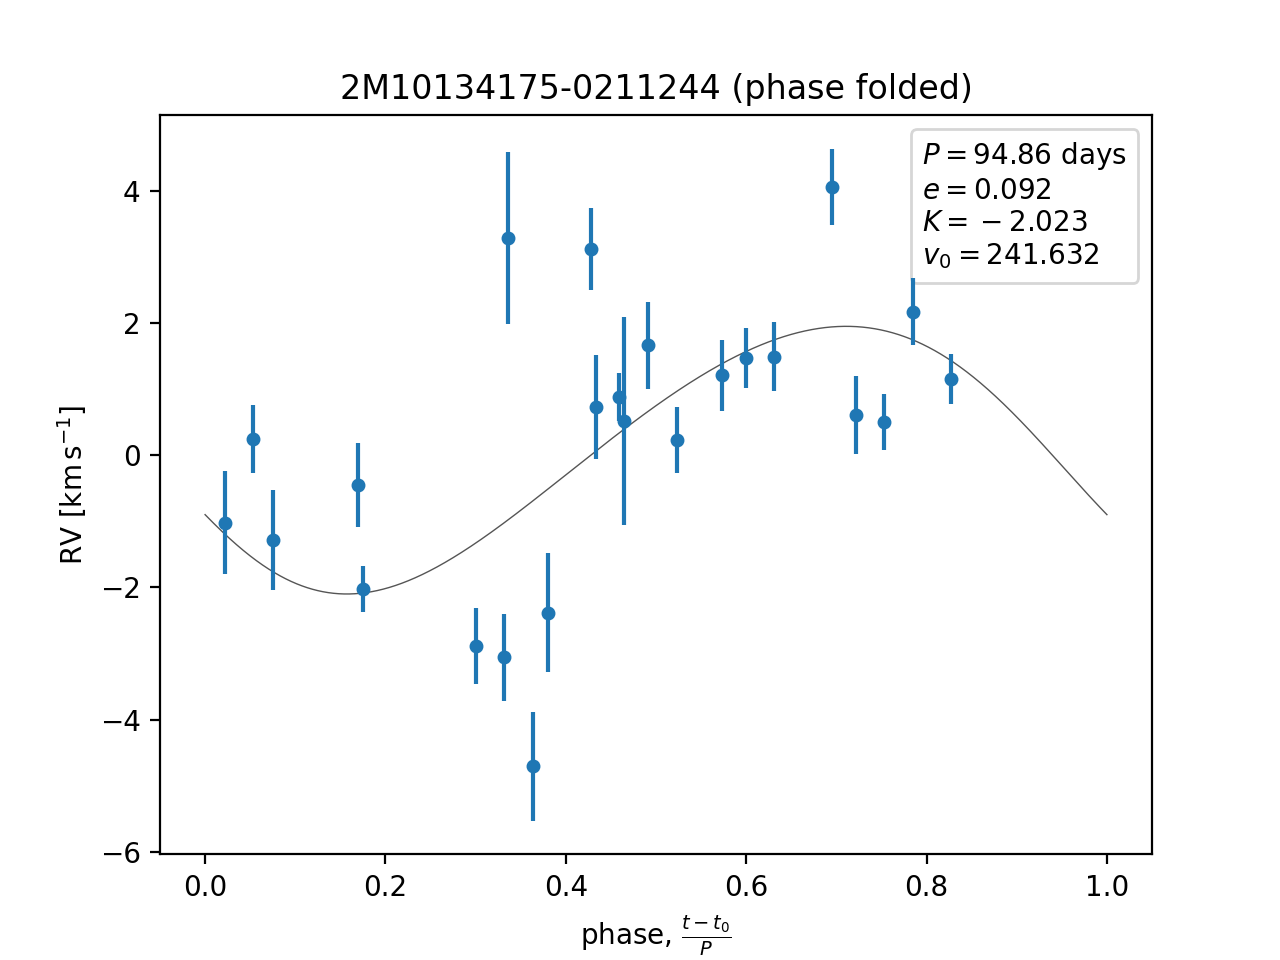 2M10134175-0211244 (phase folded)
P = 94.86 days
e = 0.092
K = −2.023
v₀ = 241.632
4
2
0
−2
−4
−6
RV [km s⁻¹]
0.0 0.2 0.4 0.6 0.8 1.0
phase, (t − t₀)/P